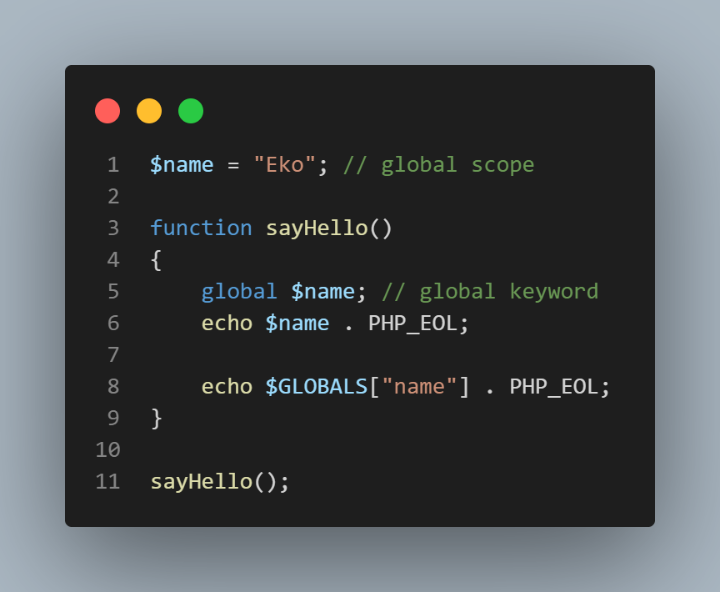 1 $name = "Eko"; // global scope
2
3 function sayHello()
4 {
5     global $name; // global keyword
6     echo $name . PHP_EOL;
7
8     echo $GLOBALS["name"] . PHP_EOL;
9 }
10
11 sayHello();